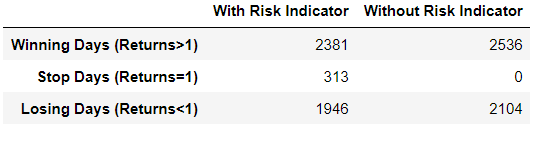 With Risk Indicator Without Risk Indicator
Winning Days (Returns>1) 2381 2536
Stop Days (Returns=1) 313 0
Losing Days (Returns<1) 1946 2104